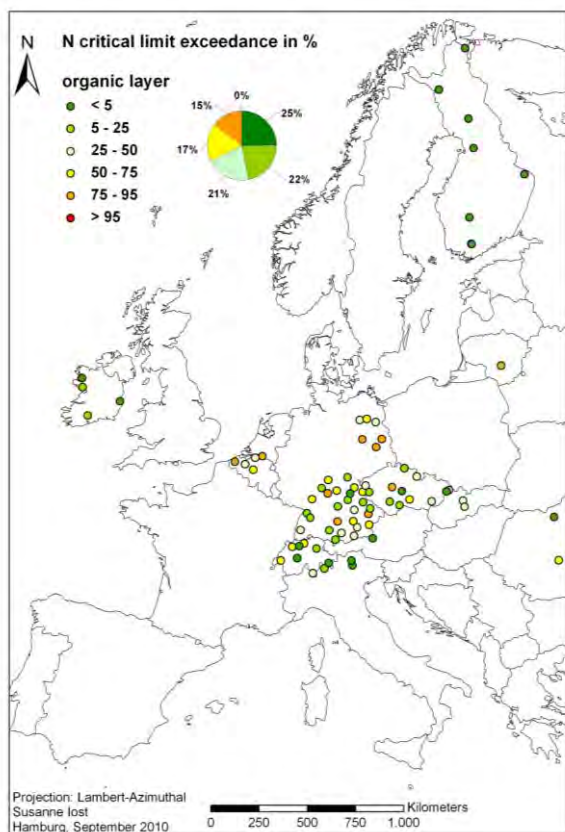 N
N critical limit exceedance in %
organic layer
< 5
5 - 25
25 - 50
50 - 75
75 - 95
> 95
0%
15%
25%
17%
22%
21%
Projection: Lambert-Azimuthal
Susanne Iost
Hamburg, September 2010
Kilometers
0 250 500 750 1.000